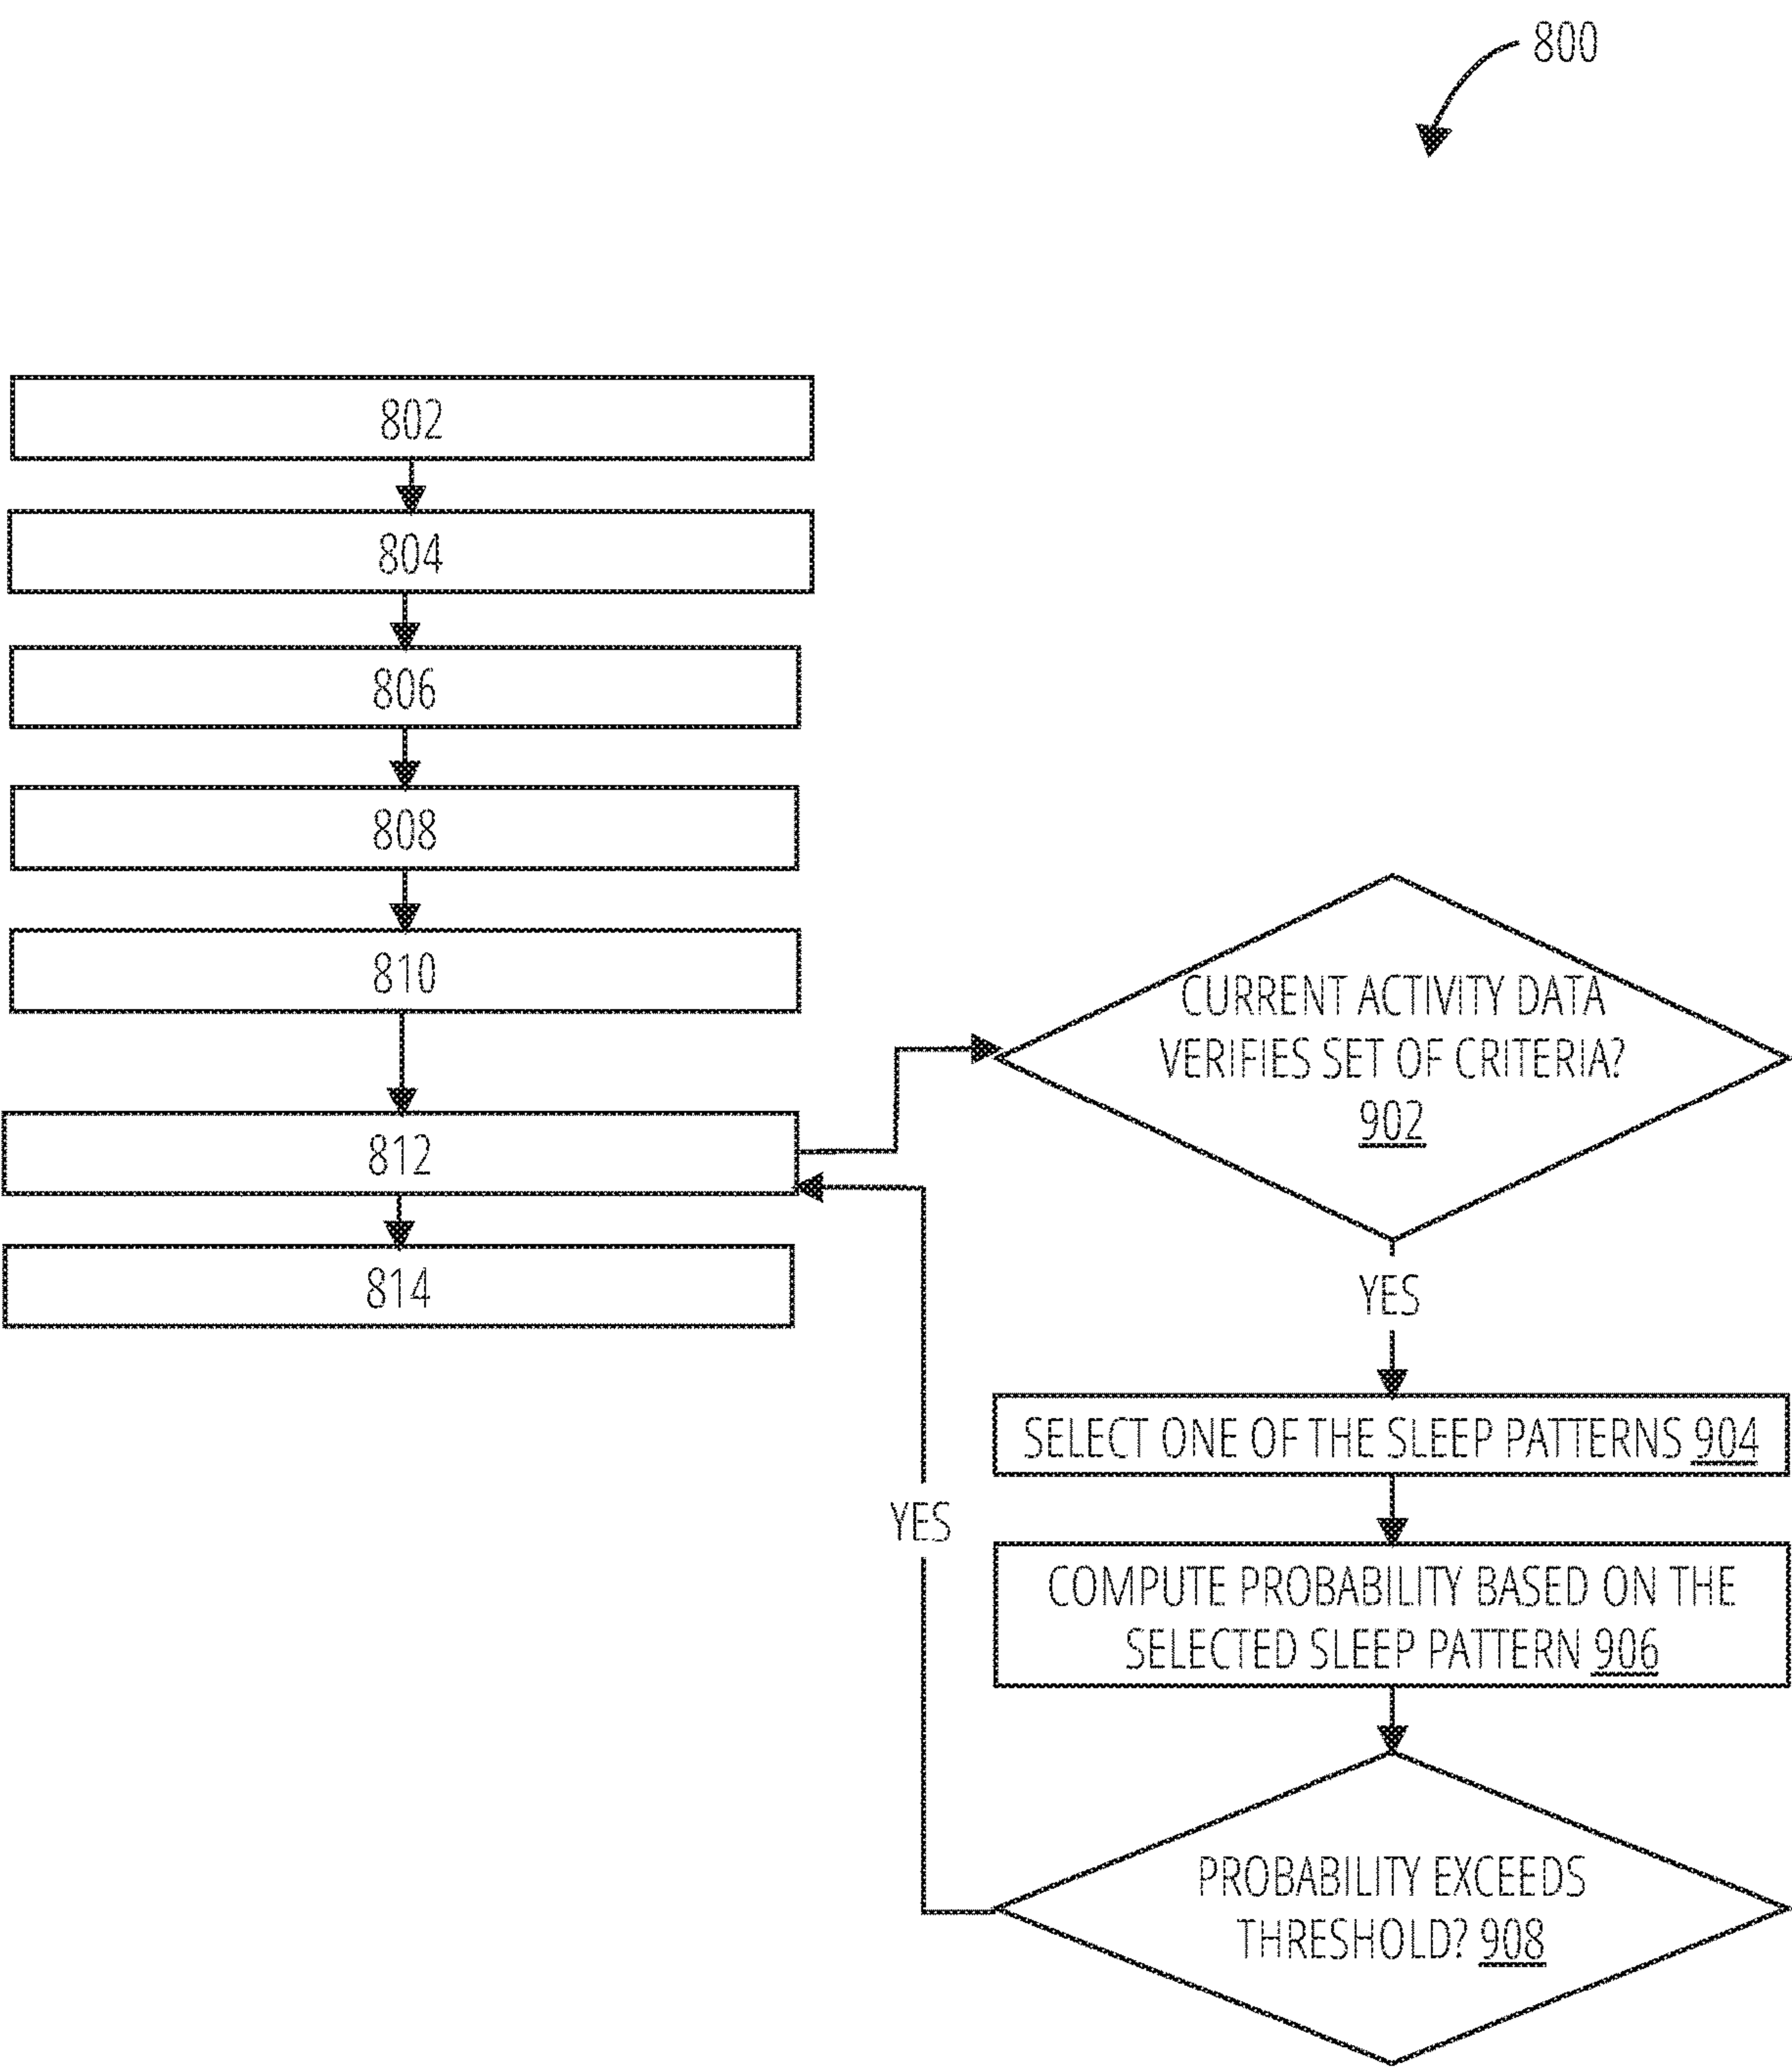 800
802
804
806
808
810
812
814
CURRENT ACTIVITY DATA
VERIFIES SET OF CRITERIA?
902
YES
SELECT ONE OF THE SLEEP PATTERNS 904
YES
COMPUTE PROBABILITY BASED ON THE
SELECTED SLEEP PATTERN 906
PROBABILITY EXCEEDS
THRESHOLD? 908